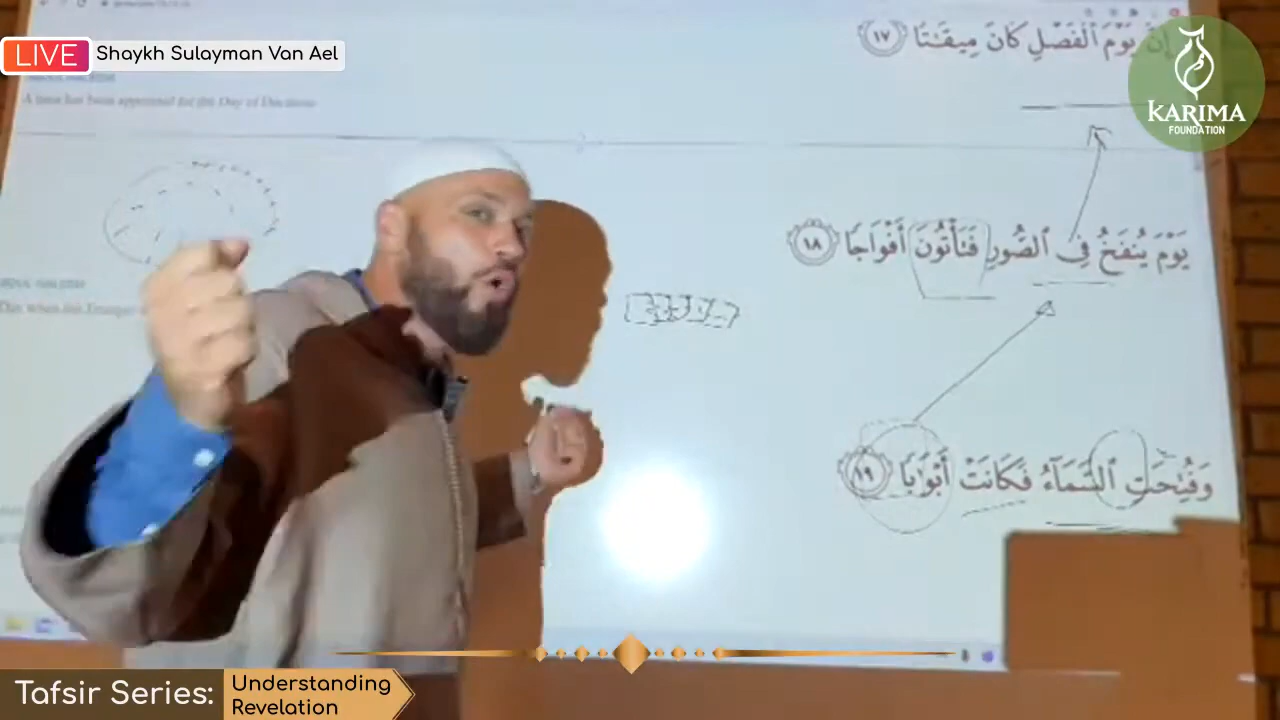 LIVE Shaykh Sulayman Van Ael
إِنَّ يَوْمَ ٱلْفَصْلِ كَانَ مِيقَـٰتًا ١٧
KARIMA
FOUNDATION
A time has been appointed for the Day of Decision
يَوْمَ يُنفَخُ فِى ٱلصُّورِ فَتَأْتُونَ أَفْوَاجًا ١٨
وَفُتِحَتِ ٱلسَّمَآءُ فَكَانَتْ أَبْوَٰبًا ١٩
Tafsir Series:
Understanding
Revelation